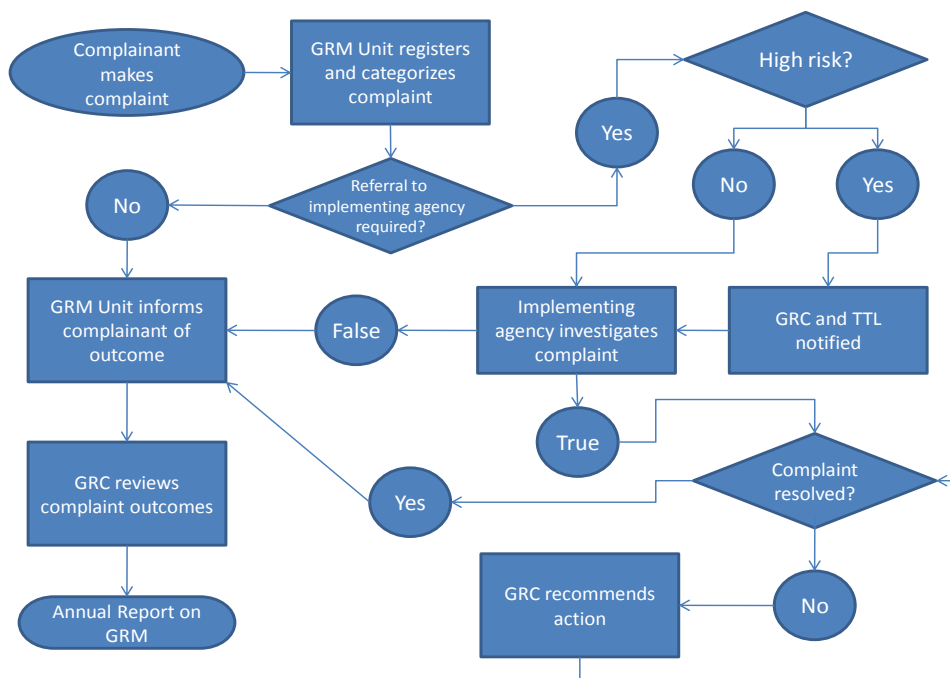 Complainant
makes
complaint
GRM Unit registers
and categorizes
complaint
High risk?
Yes
No
Yes
No
Referral to
implementing agency
required?
GRM Unit informs
complainant of
outcome
False
Implementing
agency investigates
complaint
GRC and TTL
notified
True
GRC reviews
complaint outcomes
Yes
Complaint
resolved?
Annual Report on
GRM
GRC recommends
action
No